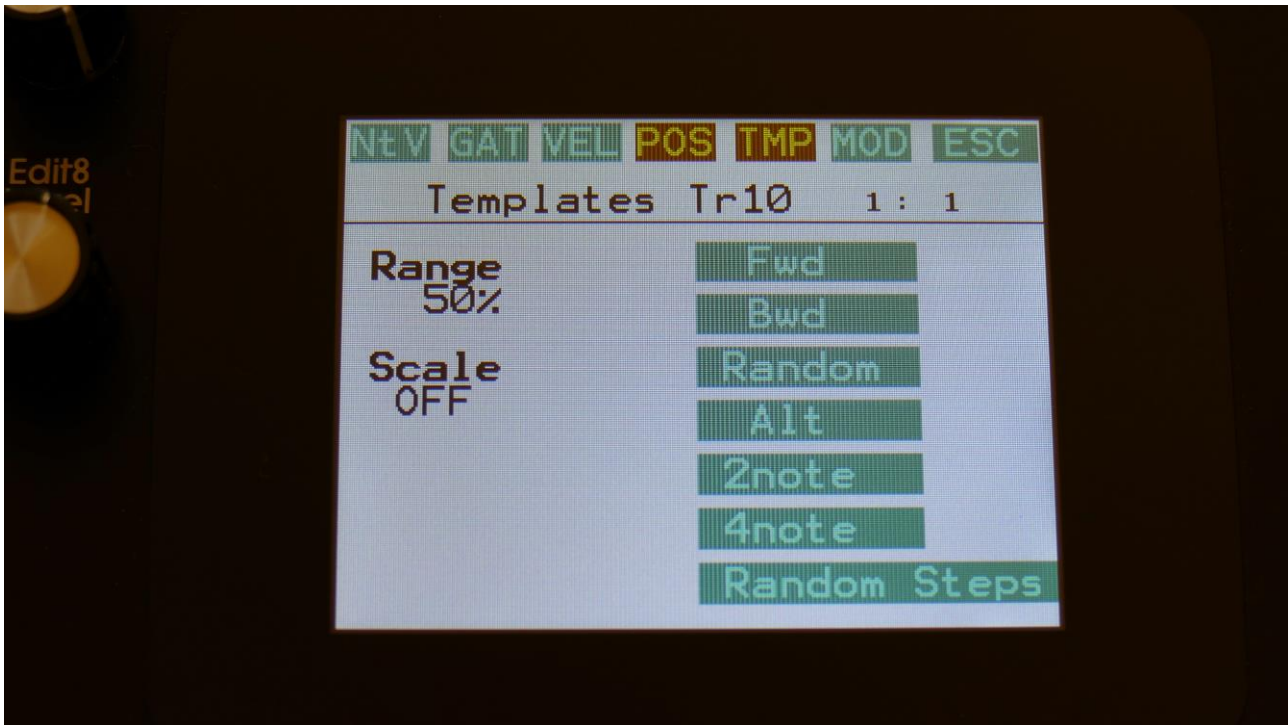 NtV GAT VEL POS TMP MOD ESC
Edit8
Templates Tr10 1: 1
Range
50%
Scale
OFF
Fwd
Bwd
Random
Alt
2note
4note
Random Steps